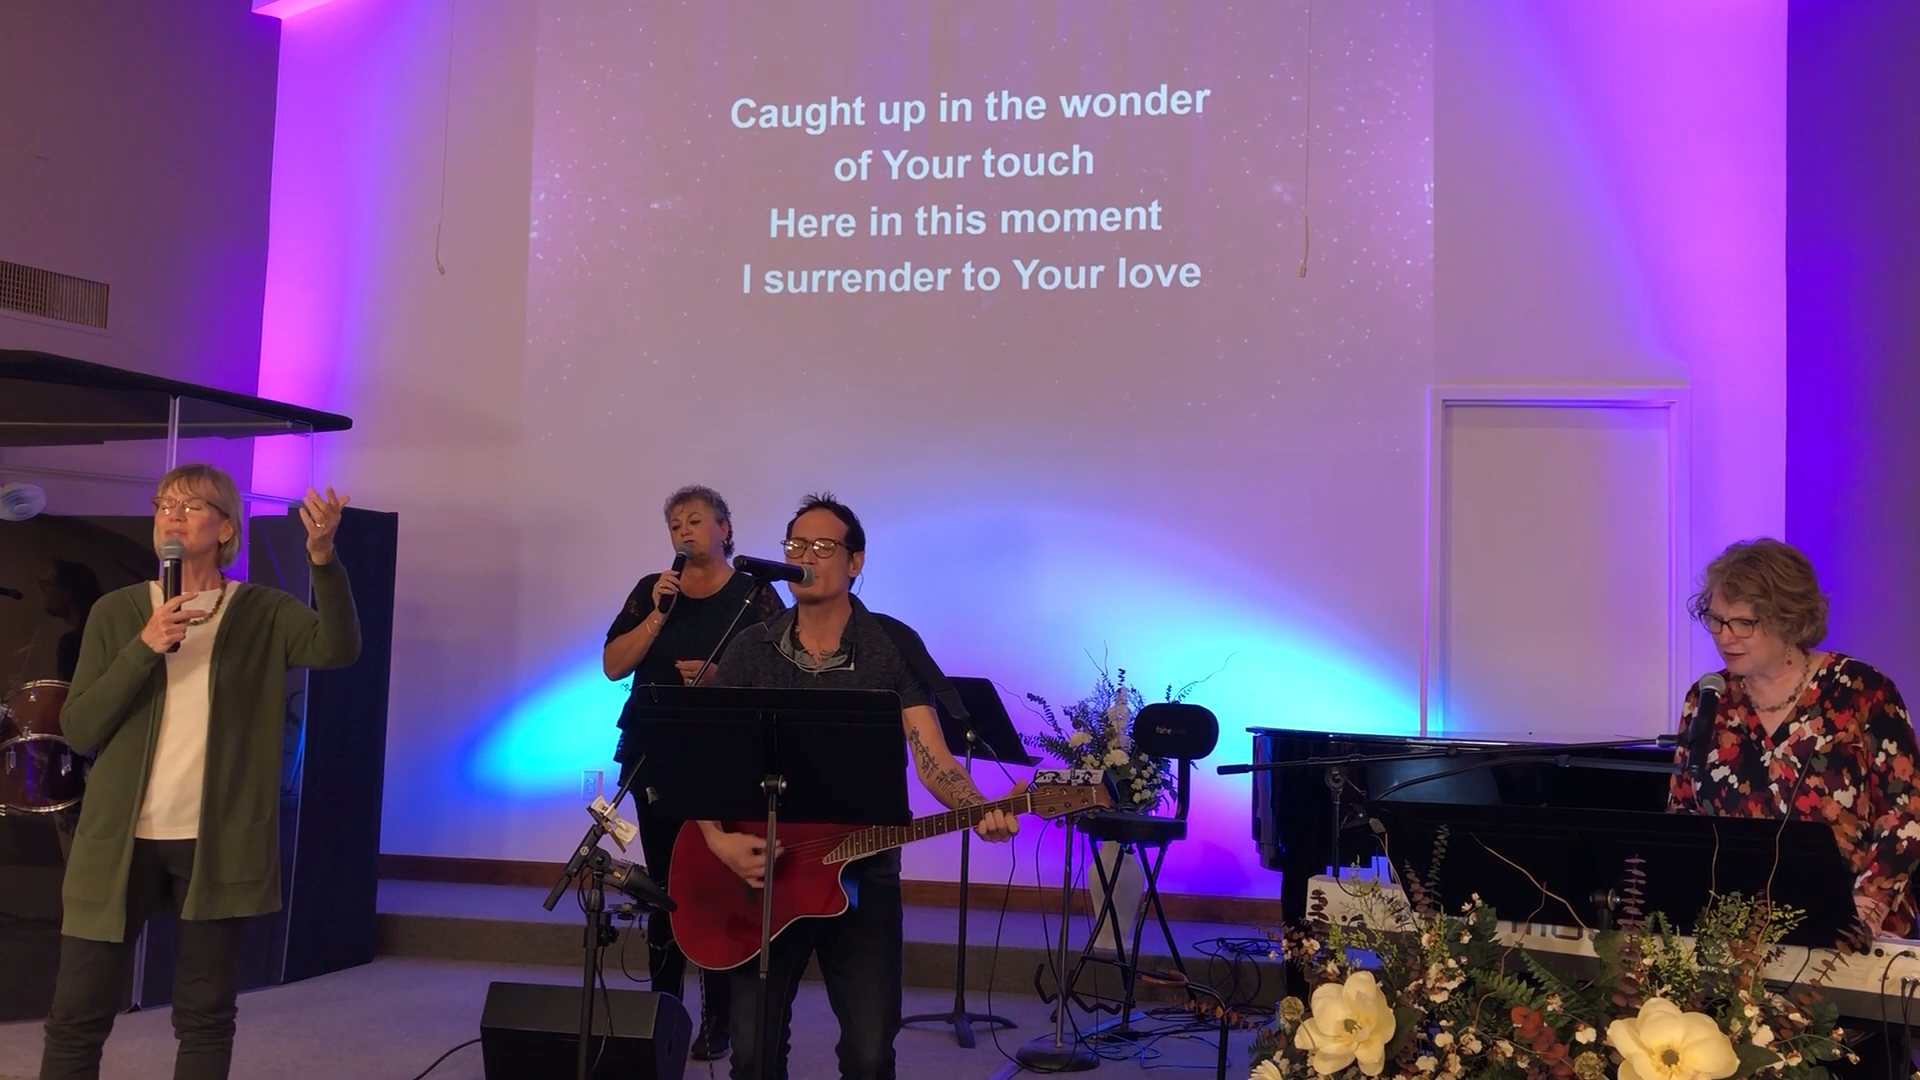 Caught up in the wonder
of Your touch
Here in this moment
I surrender to Your love